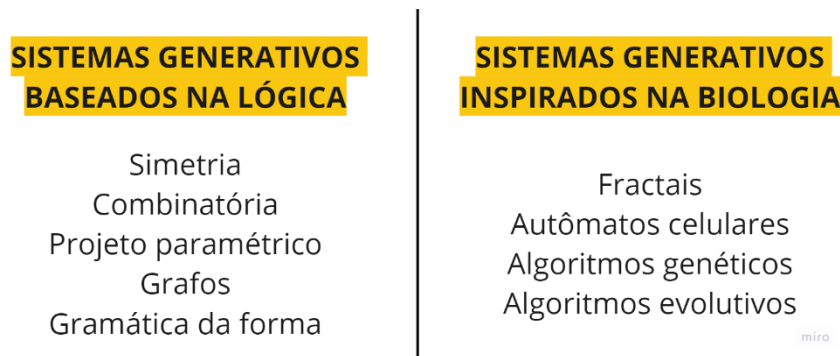 SISTEMAS GENERATIVOS
BASEADOS NA LÓGICA
Simetria
Combinatória
Projeto paramétrico
Grafos
Gramática da forma
SISTEMAS GENERATIVOS
INSPIRADOS NA BIOLOGIA
Fractais
Autômatos celulares
Algoritmos genéticos
Algoritmos evolutivos
miro